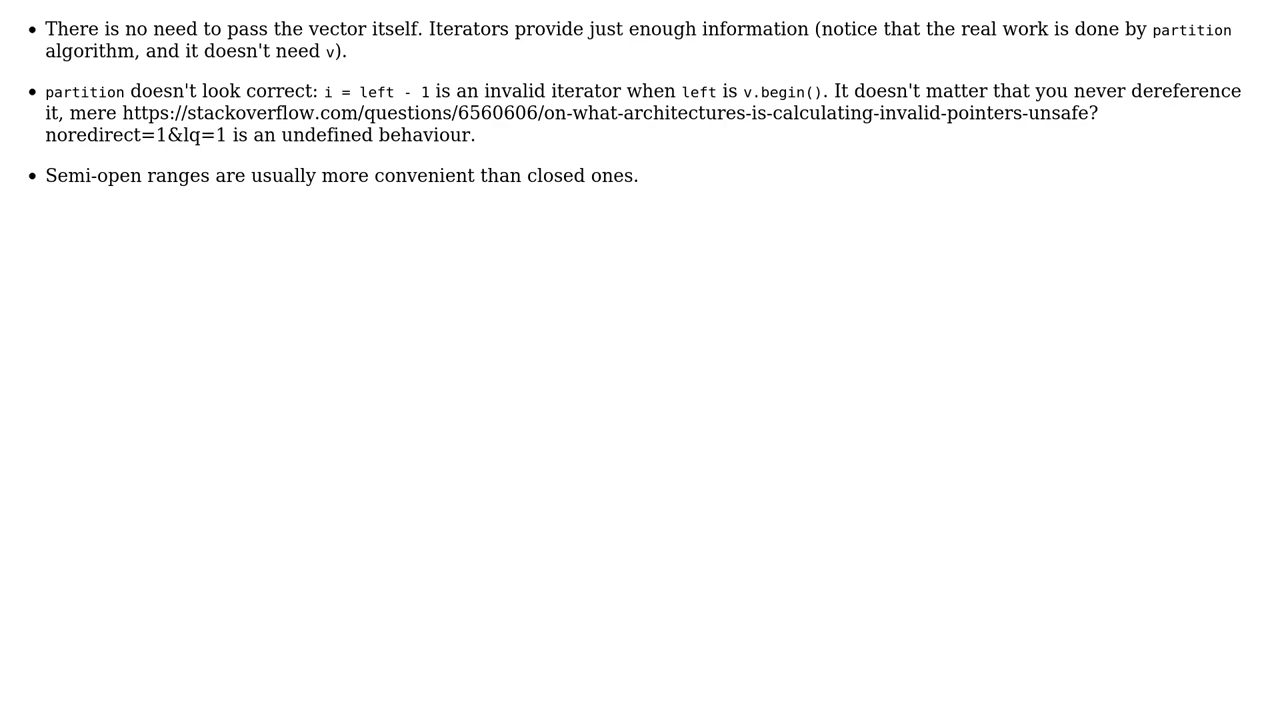 There is no need to pass the vector itself. Iterators provide just enough information (notice that the real work is done by partition
algorithm, and it doesn't need v).
partition doesn't look correct: i = left - 1 is an invalid iterator when left is v.begin(). It doesn't matter that you never dereference
it, mere https://stackoverflow.com/questions/6560606/on-what-architectures-is-calculating-invalid-pointers-unsafe?
noredirect=1&lq=1 is an undefined behaviour.
Semi-open ranges are usually more convenient than closed ones.